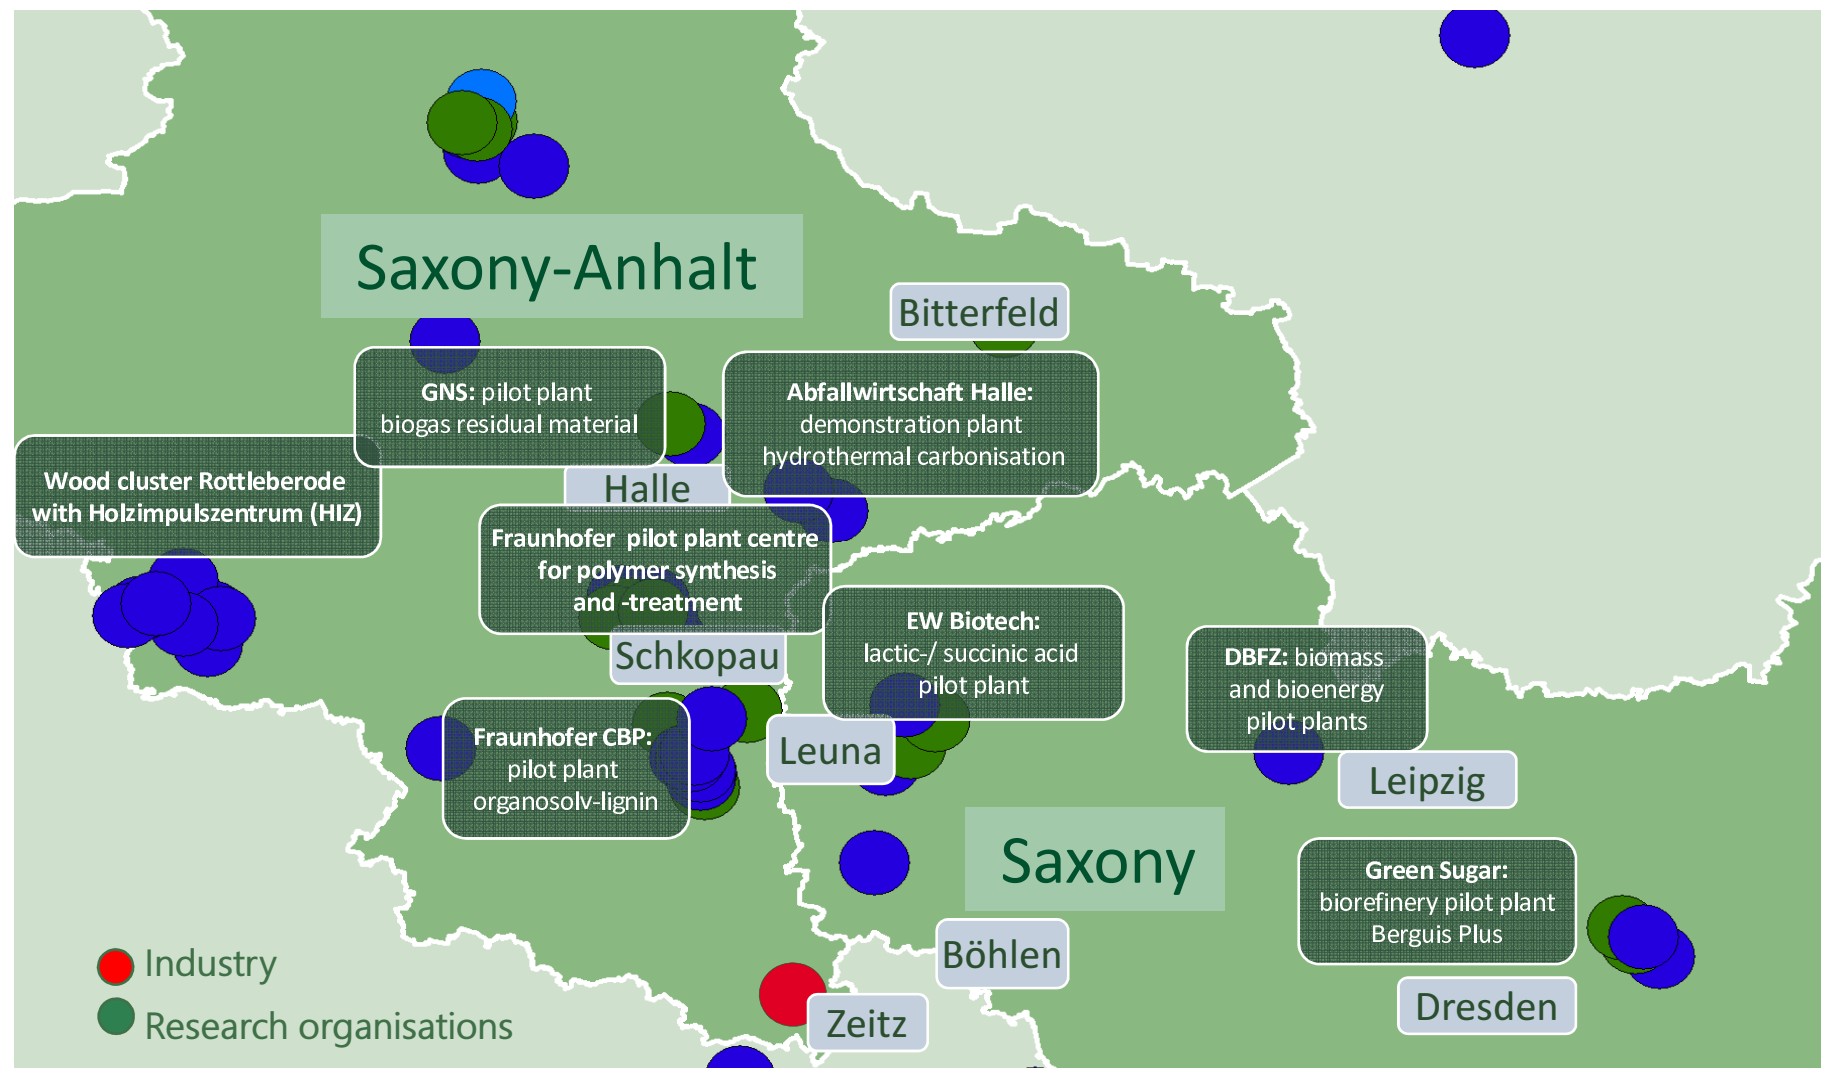 Saxony-Anhalt
Bitterfeld
GNS: pilot plant
biogas residual material
Abfallwirtschaft Halle:
demonstration plant
hydrothermal carbonisation
Wood cluster Rottleberode
with Holzimpulszentrum (HIZ)
Halle
Fraunhofer pilot plant centre
for polymer synthesis
and -treatment
Schkopau
EW Biotech:
lactic-/ succinic acid
pilot plant
DBFZ: biomass
and bioenergy
pilot plants
Fraunhofer CBP:
pilot plant
organosolv-lignin
Leuna
Leipzig
Saxony
Green Sugar:
biorefinery pilot plant
Berguis Plus
Böhlen
Dresden
Zeitz
Industry
Research organisations